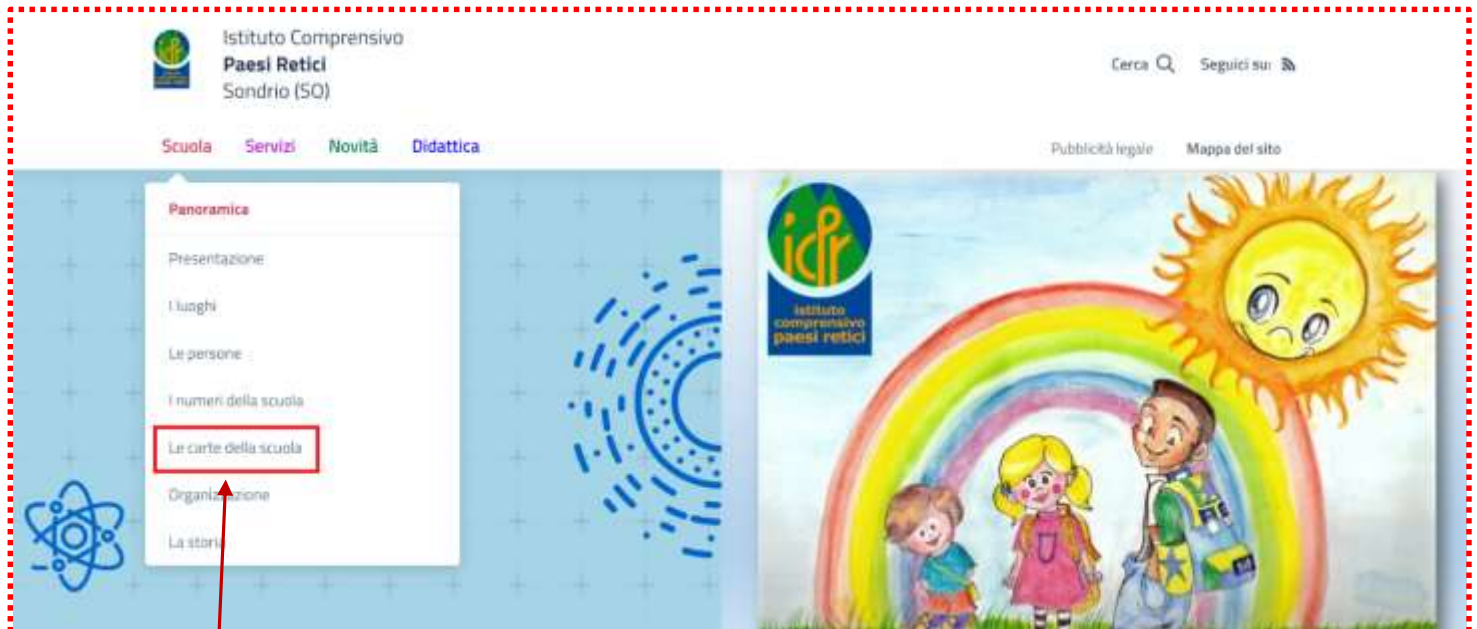 Istituto Comprensivo
Paesi Retici
Sondrio (SO)
Cerca
Seguici su:
Scuola Servizi Novità Didattica
Pubblicità legale Mappa del sito
Panoramica
Presentazione
I luoghi
Le persone
I numeri della scuola
Le carte della scuola
Organizzazione
La storia
icpr
istituto
comprensivo
paesi retici